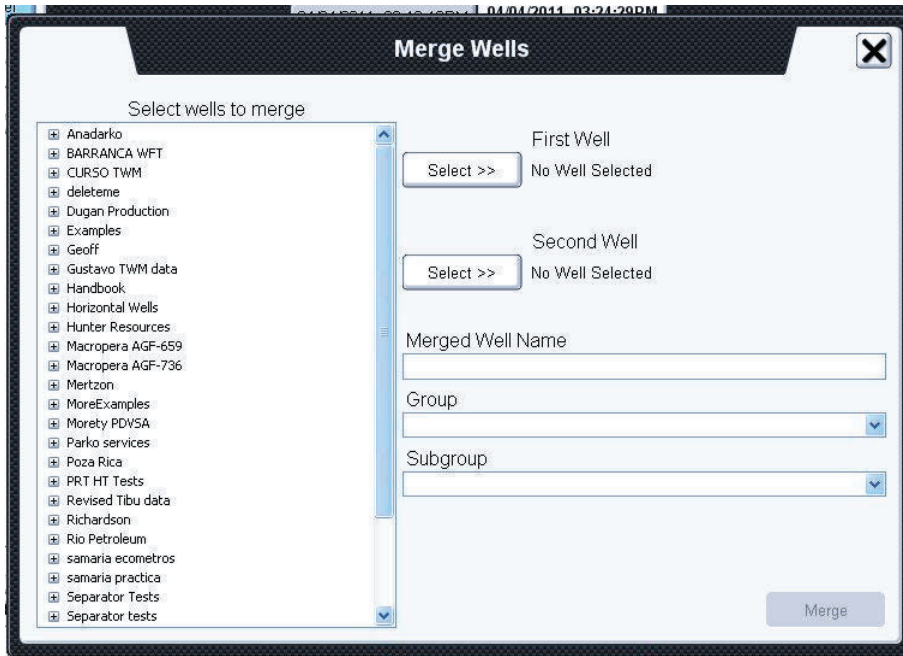 04/04/2011 03:24:29PM
Merge Wells
Select wells to merge
Anadarko
BARRANCA WFT
CURSO TWM
deleteme
Dugan Production
Examples
Geoff
Gustavo TWM data
Handbook
Horizontal Wells
Hunter Resources
Macropera AGF-659
Macropera AGF-736
Mertzon
MoreExamples
Morety PDVSA
Parko services
Poza Rica
PRT HT Tests
Revised Tibu data
Richardson
Rio Petroleum
samaria ecometros
samaria practica
Separator Tests
Separator tests
First Well
Select >> No Well Selected
Second Well
Select >> No Well Selected
Merged Well Name
Group
Subgroup
Merge